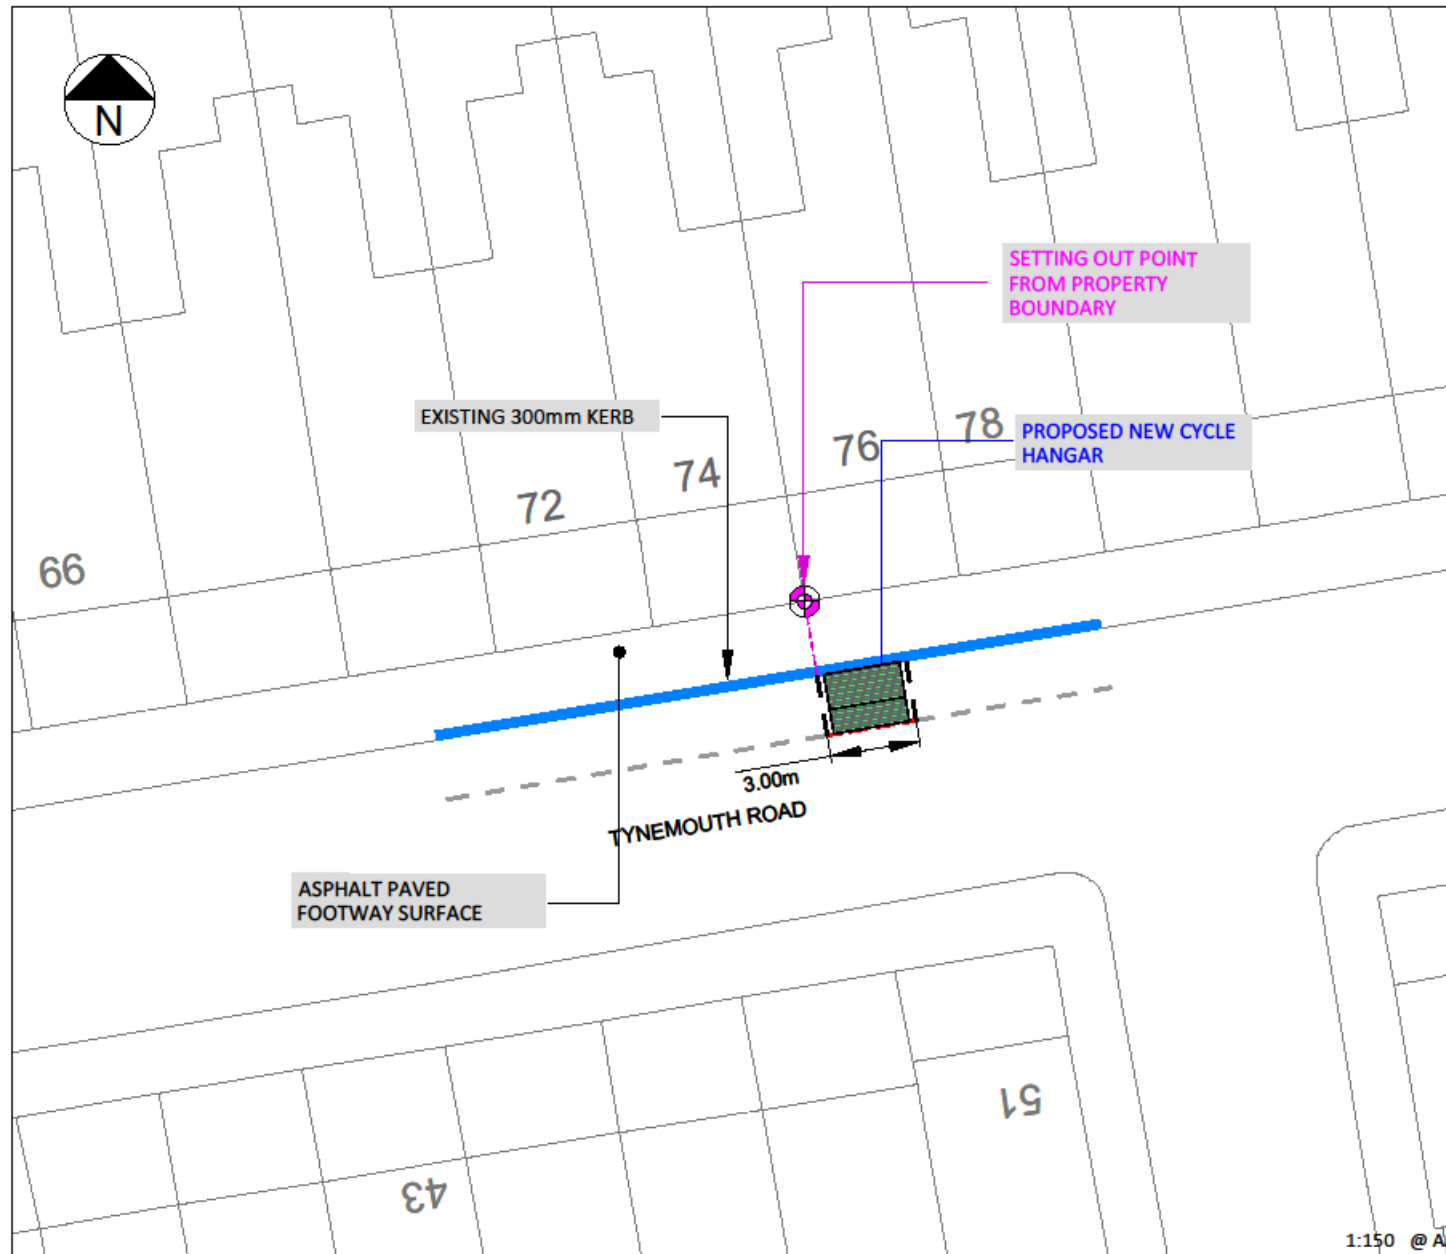 N
SETTING OUT POINT
FROM PROPERTY
BOUNDARY
EXISTING 300mm KERB
PROPOSED NEW CYCLE
HANGAR
78
76
74
72
66
3.00m
TYNEMOUTH ROAD
ASPHALT PAVED
FOOTWAY SURFACE
51
43
1:150 @ A